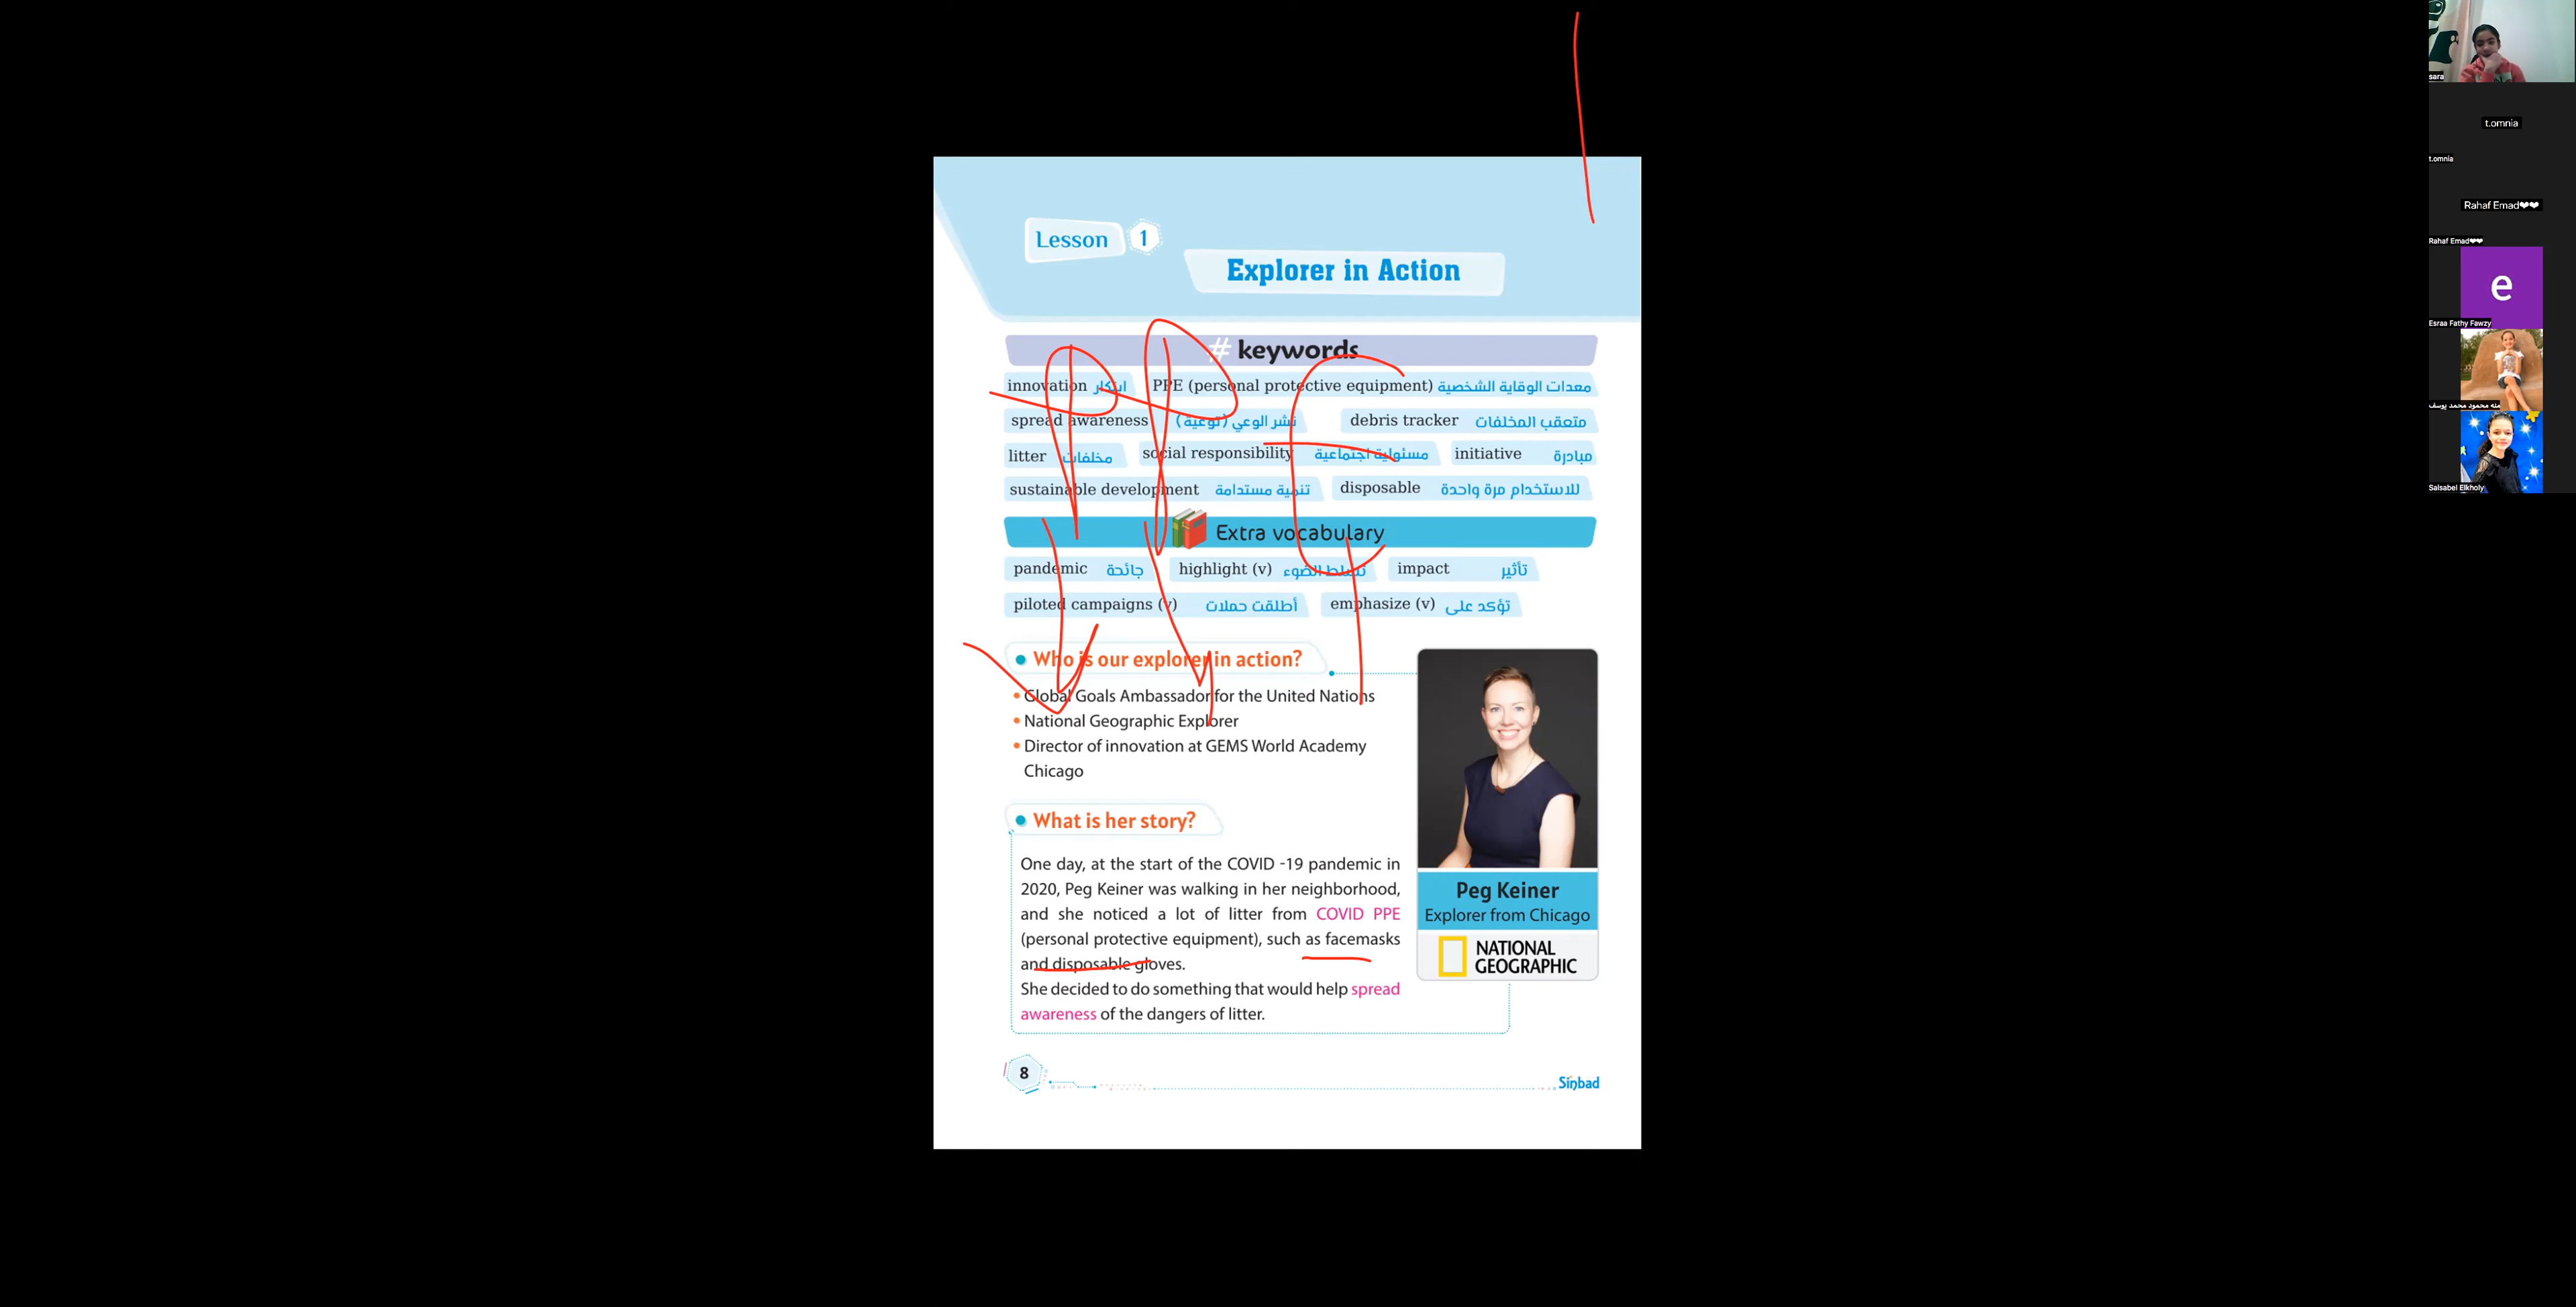 Lesson 1
Explorer in Action
# keywords
innovation ابتكار PPE (personal protective equipment) معدات الوقاية الشخصية
spread awareness نشر الوعي (توعية) debris tracker متعقب المخلفات
litter مخلفات social responsibility مسئولية اجتماعية initiative مبادرة
sustainable development تنمية مستدامة disposable للاستخدام مرة واحدة
Extra vocabulary
pandemic جائحة highlight (v) تسلط الضوء impact تأثير
piloted campaigns (v) أطلقت حملات emphasize (v) تؤكد على
Who is our explorer in action?
• Global Goals Ambassador for the United Nations
• National Geographic Explorer
• Director of innovation at GEMS World Academy
Chicago
What is her story?
One day, at the start of the COVID -19 pandemic in
2020, Peg Keiner was walking in her neighborhood,
and she noticed a lot of litter from COVID PPE
(personal protective equipment), such as facemasks
and disposable gloves.
She decided to do something that would help spread
awareness of the dangers of litter.
Peg Keiner
Explorer from Chicago
NATIONAL
GEOGRAPHIC
8
Sinbad
sara
t.omnia
t.omnia
Rahaf Emad❤❤
Rahaf Emad❤❤
e
Esraa Fathy Fawzy
منه محمود محمد يوسف
Salsabel Elkholy